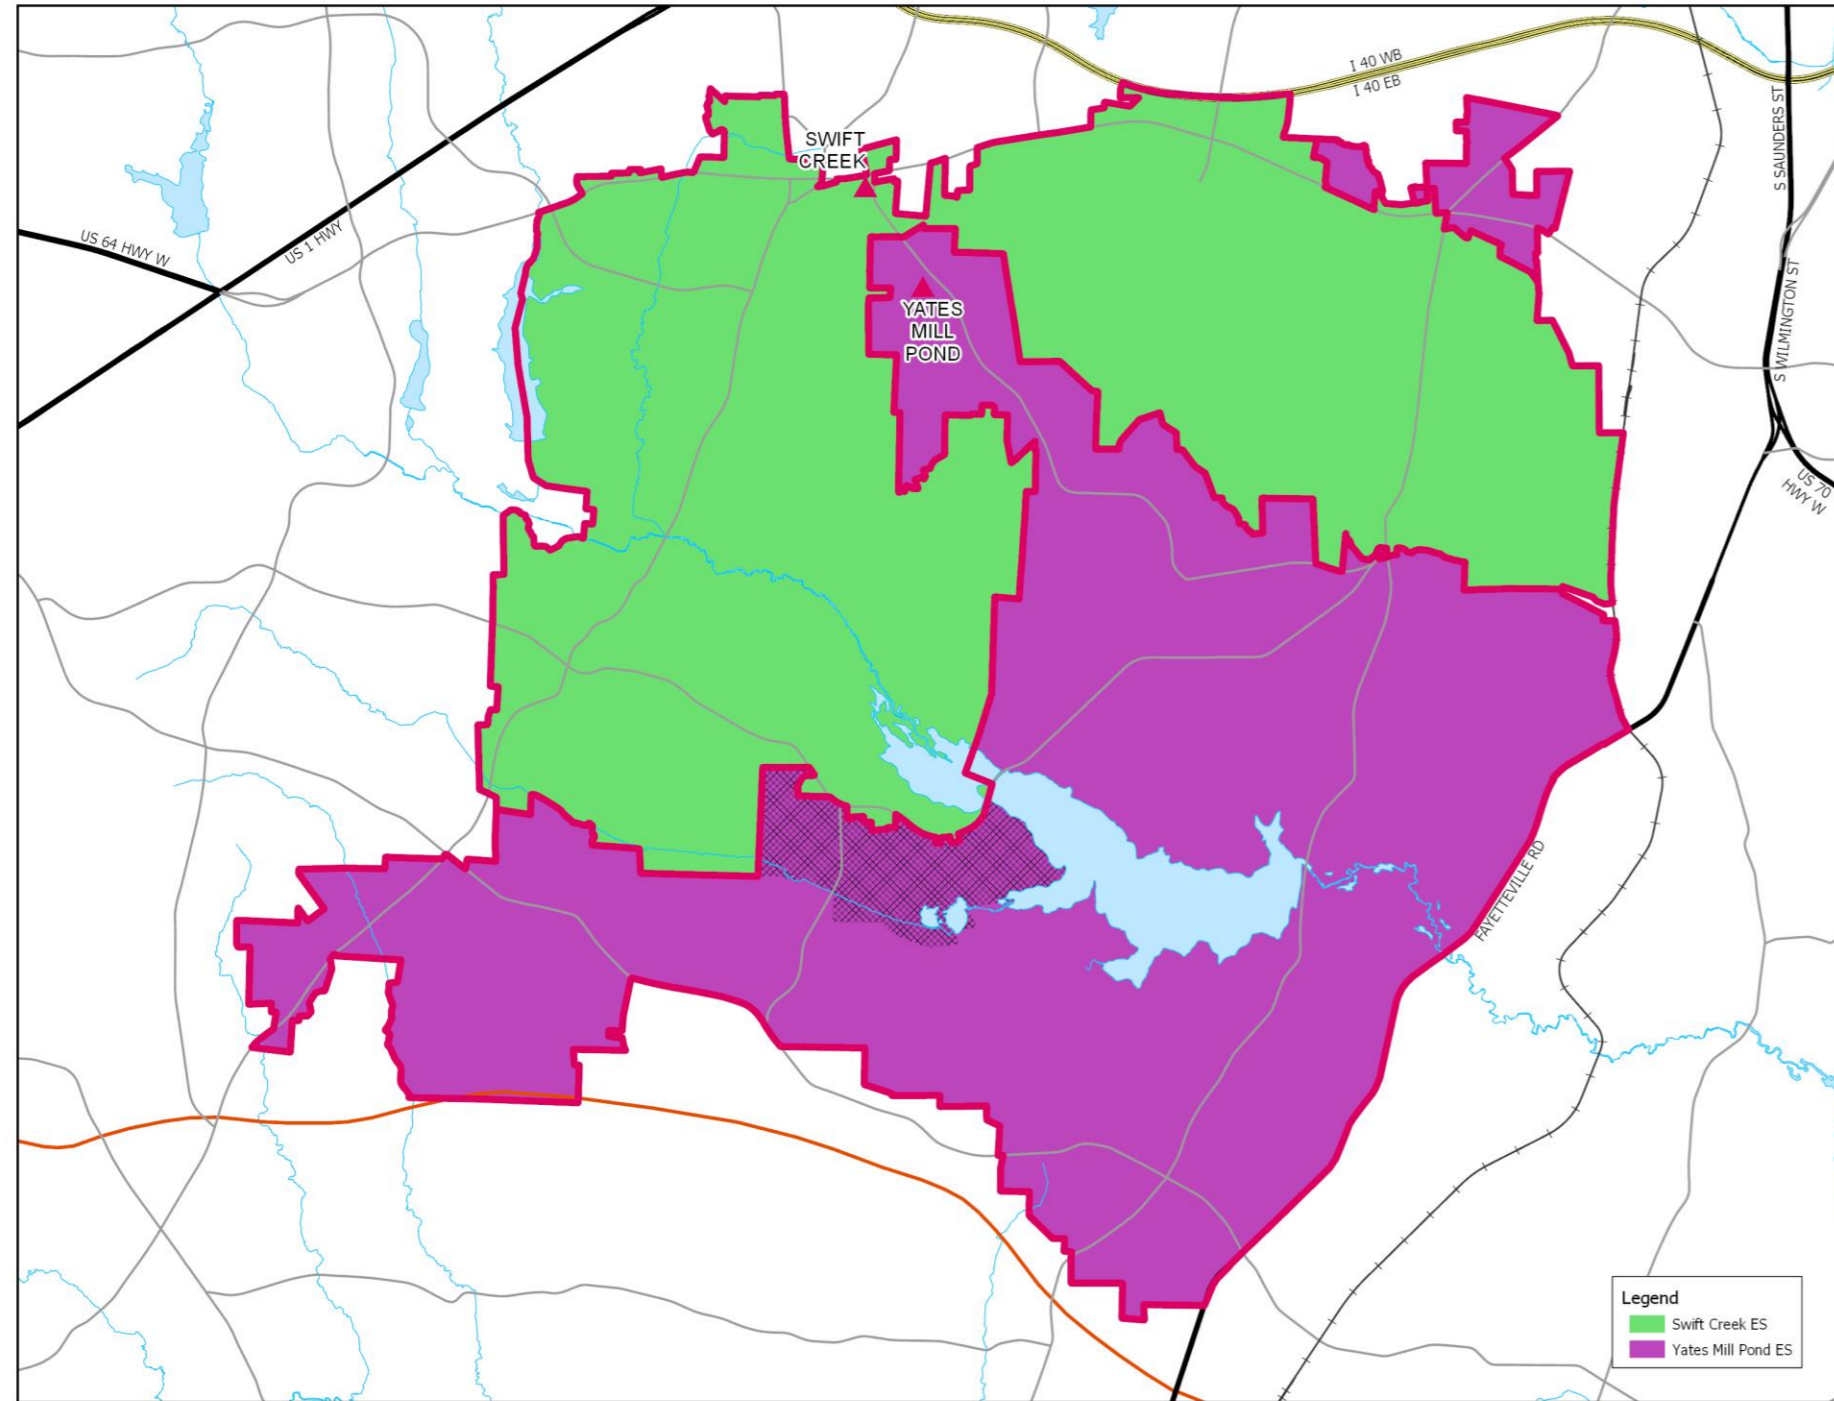 I 40 WB
I 40 EB
S SAUNDERS ST
SWIFT
CREEK
US 64 HWY W
US 1 HWY
S WILMINGTON ST
YATES
MILL
POND
US 70
HWY W
FAYETTEVILLE RD
Legend
Swift Creek ES
Yates Mill Pond ES